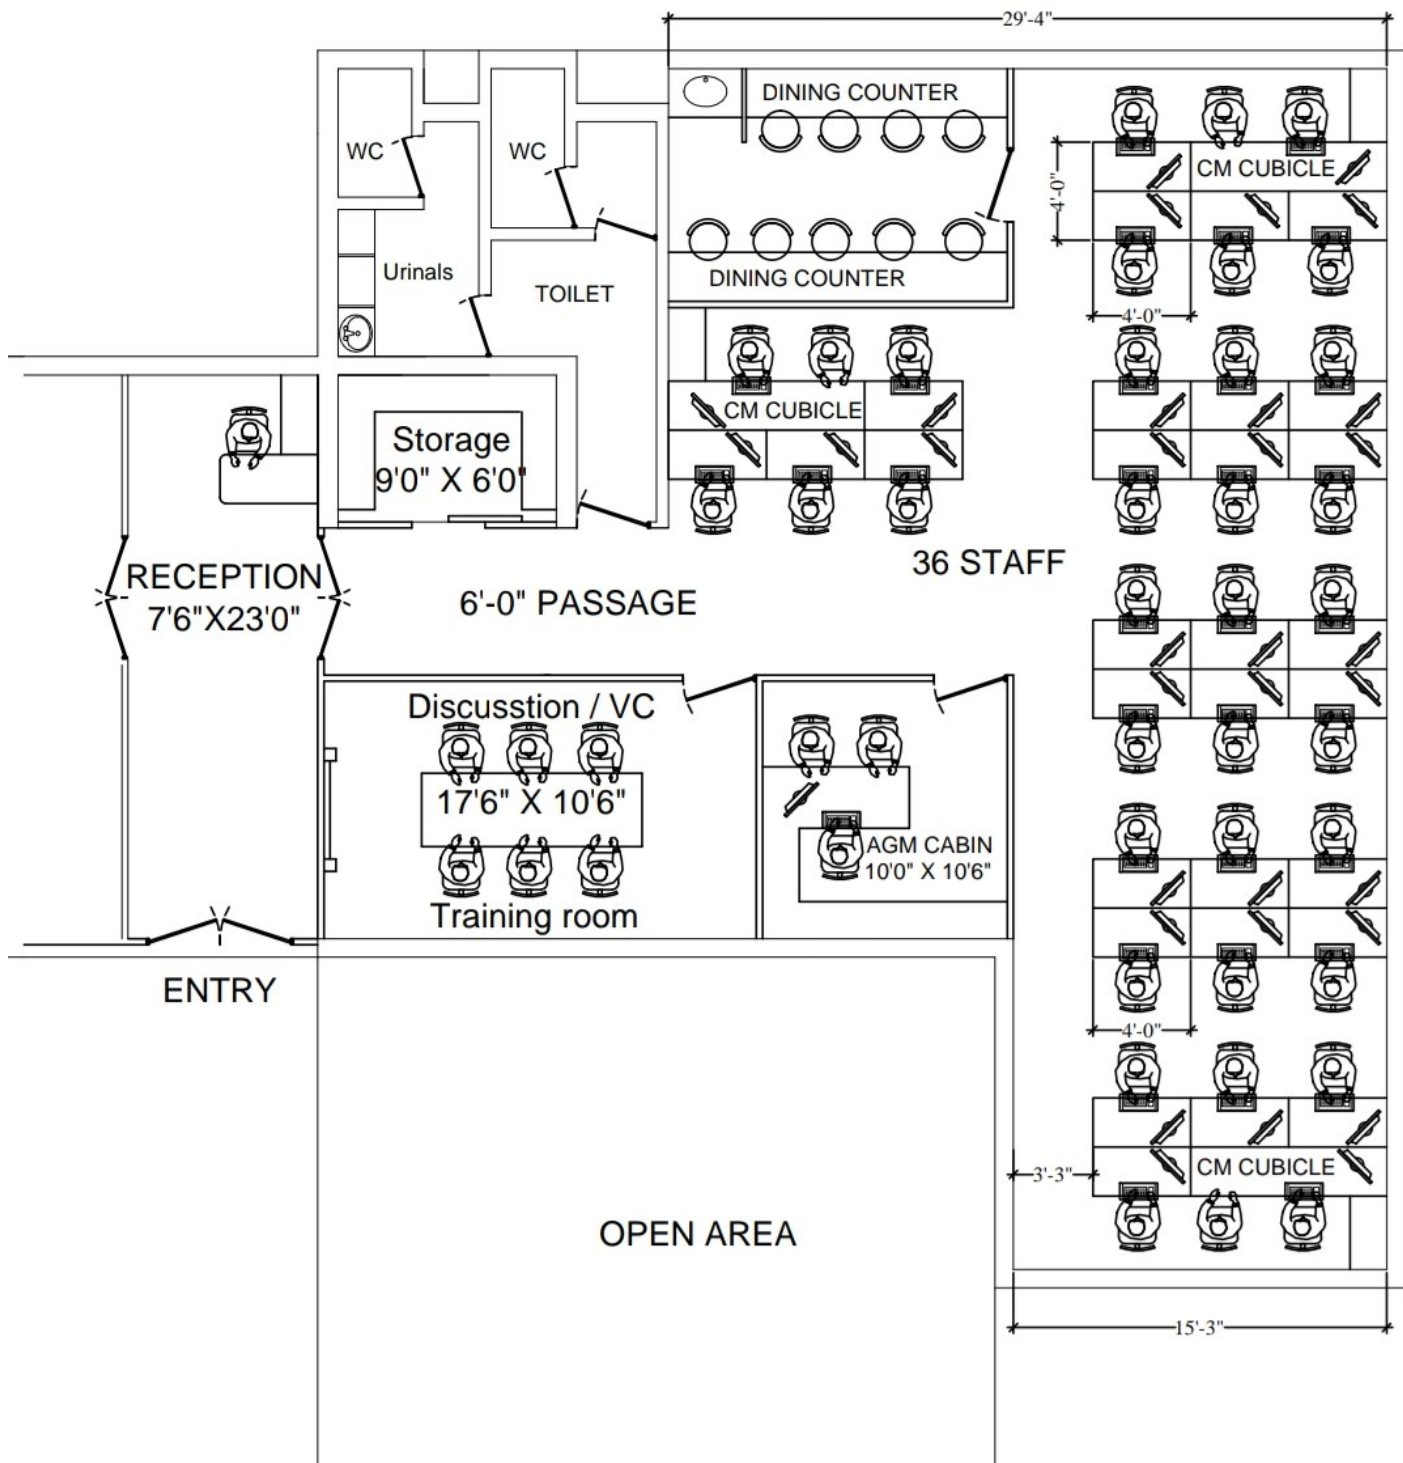 29'-4"
DINING COUNTER
WC
WC
CM CUBICLE
4'-0"
Urinals
TOILET
DINING COUNTER
4'-0"
CM CUBICLE
Storage
9'0" X 6'0"
36 STAFF
RECEPTION
7'6"X23'0"
6'-0" PASSAGE
Discusstion / VC
17'6" X 10'6"
AGM CABIN
10'0" X 10'6"
Training room
ENTRY
4'-0"
3'-3"
CM CUBICLE
OPEN AREA
15'-3"